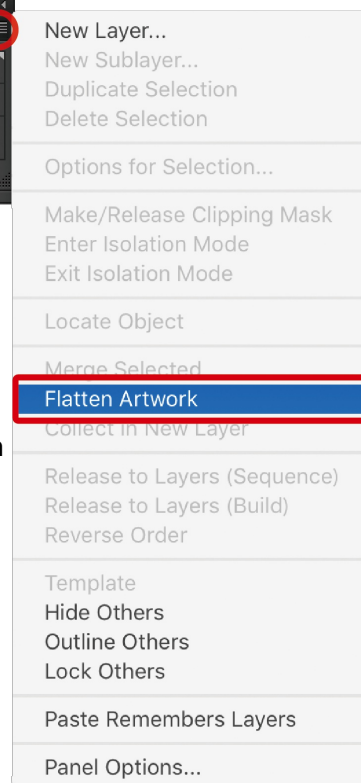 New Layer...
New Sublayer...
Duplicate Selection
Delete Selection
Options for Selection...
Make/Release Clipping Mask
Enter Isolation Mode
Exit Isolation Mode
Locate Object
Merge Selected
Flatten Artwork
Collect in New Layer
Release to Layers (Sequence)
Release to Layers (Build)
Reverse Order
Template
Hide Others
Outline Others
Lock Others
Paste Remembers Layers
Panel Options...